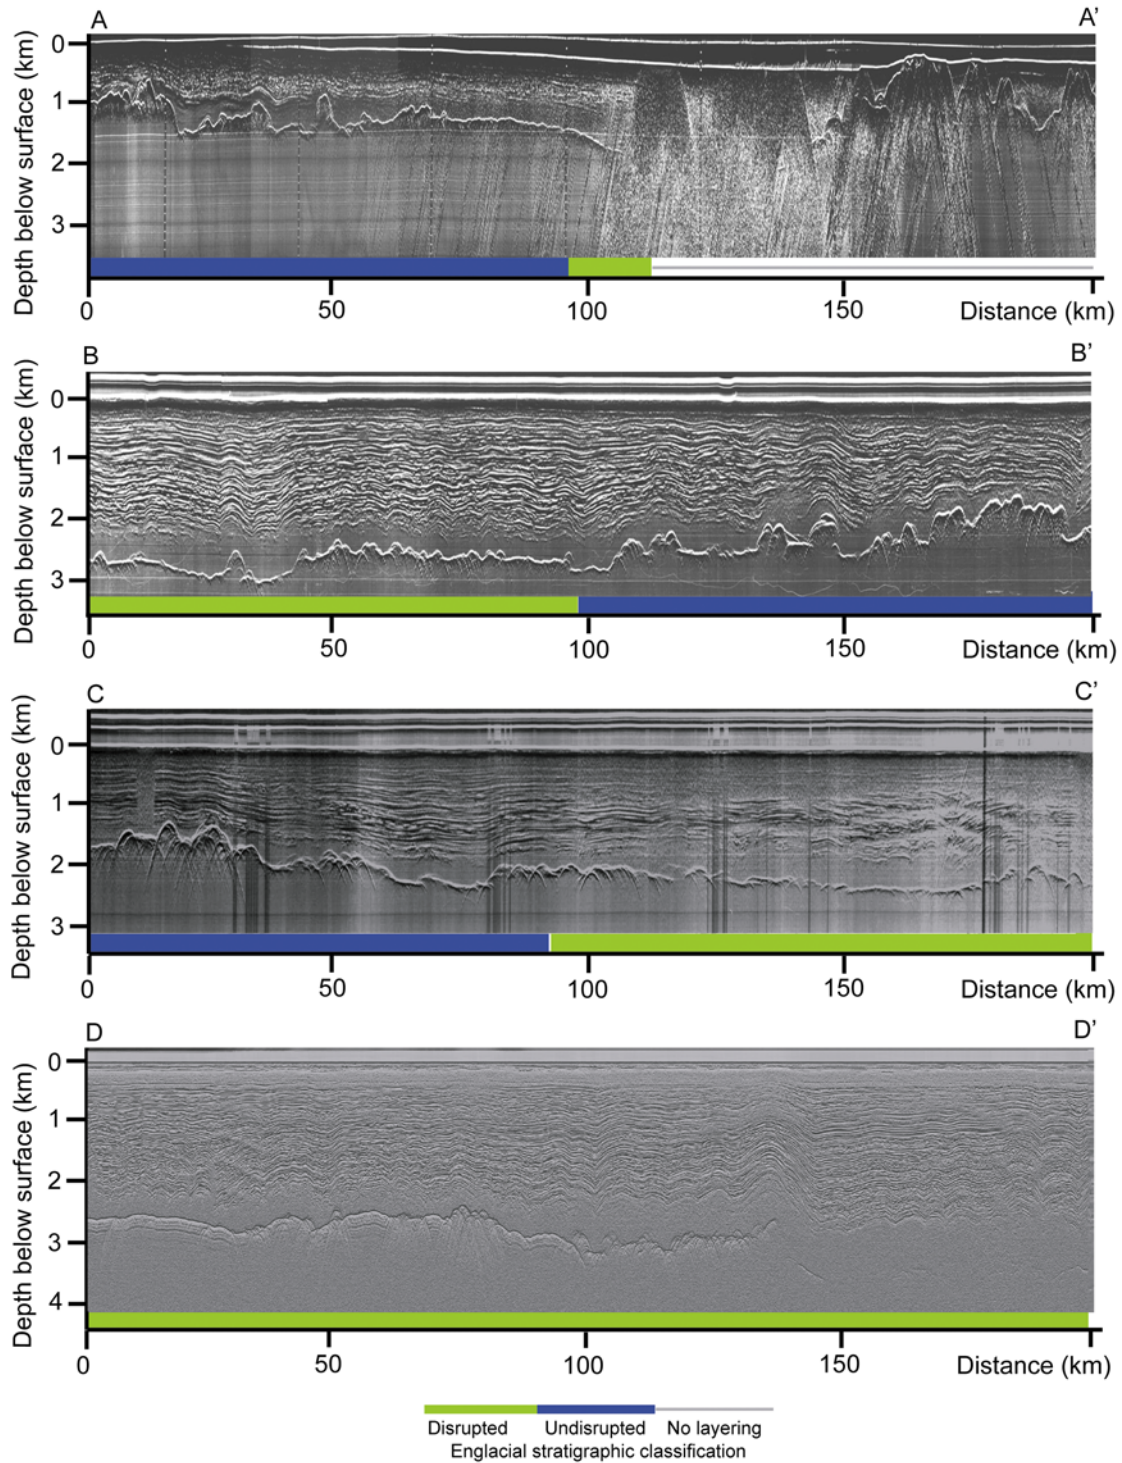 A A’
Depth below surface (km)
0
1
2
3
0 50 100 150 Distance (km)
B B’
Depth below surface (km)
0
1
2
3
0 50 100 150 Distance (km)
C C’
Depth below surface (km)
0
1
2
3
0 50 100 150 Distance (km)
D D’
Depth below surface (km)
0
1
2
3
4
0 50 100 150 Distance (km)
Disrupted Undisrupted No layering
Englacial stratigraphic classification